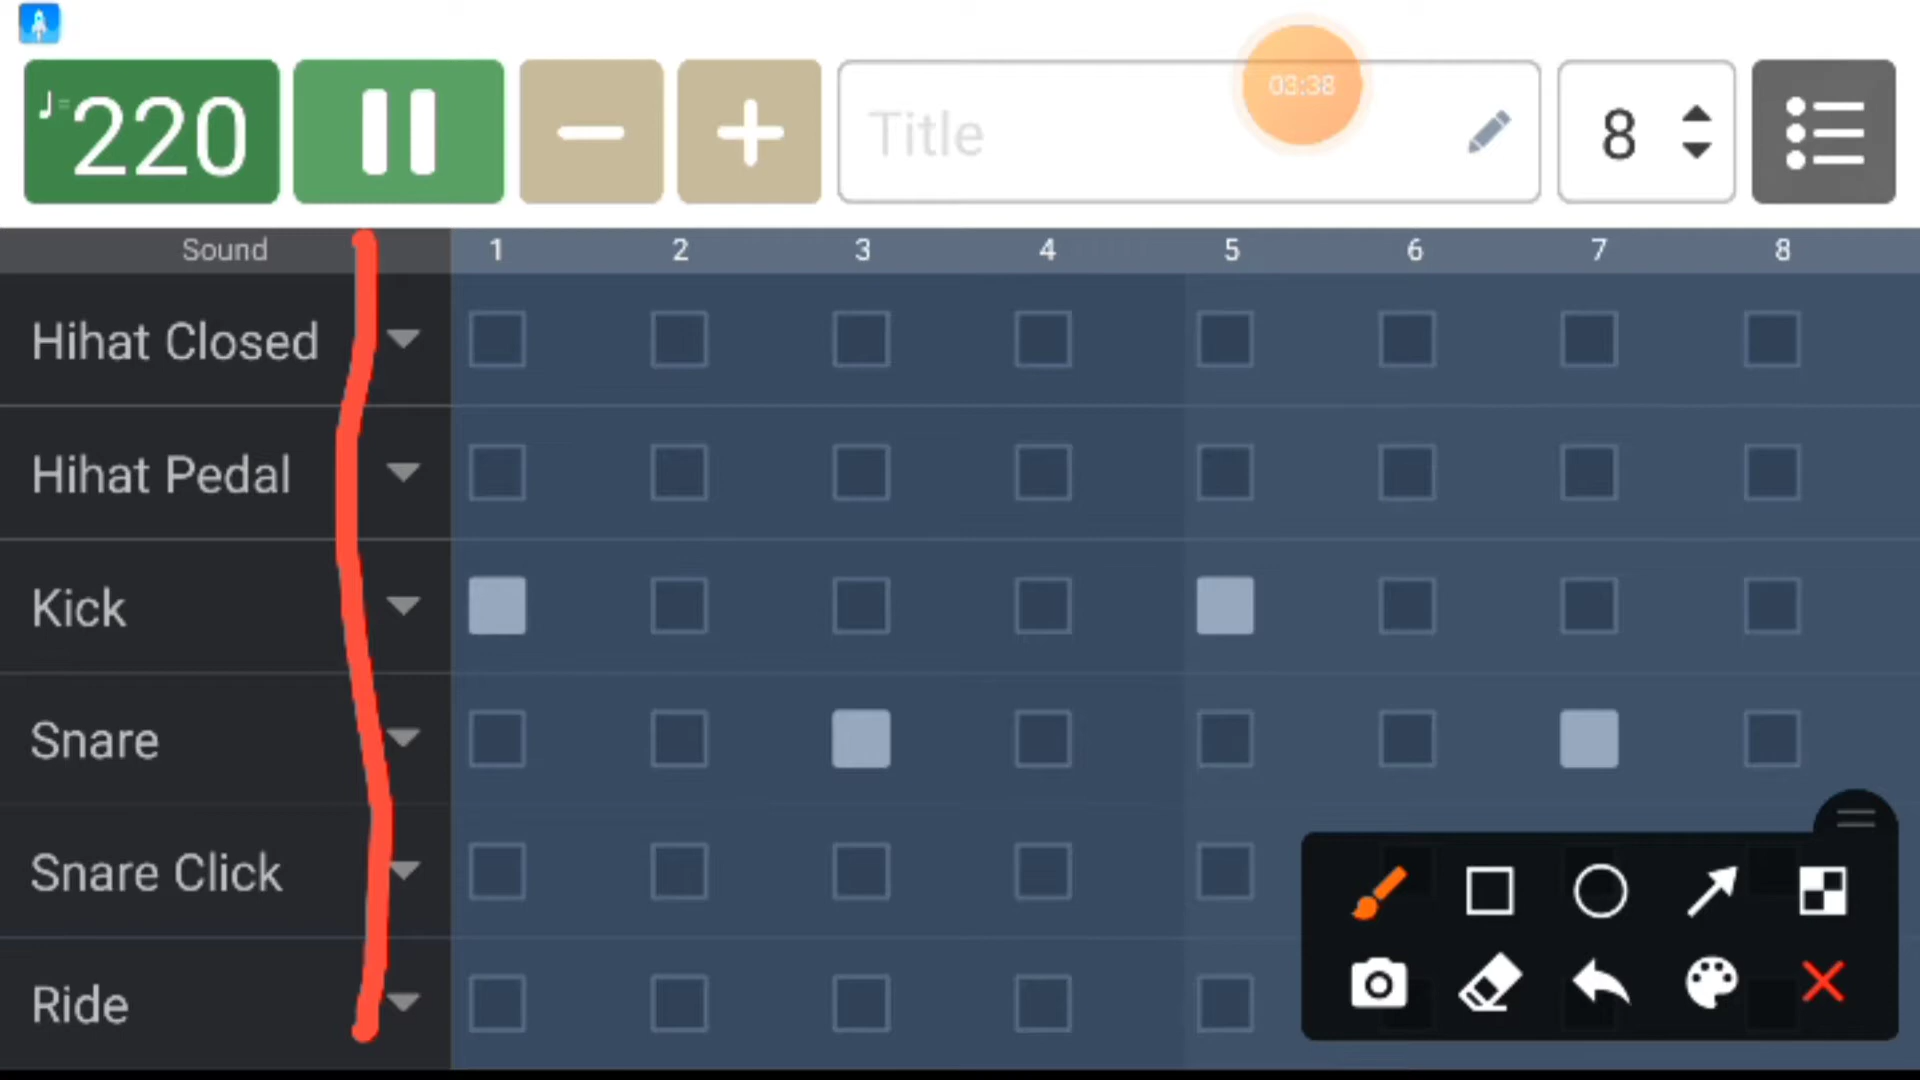 03:38
♩=220
Title
8
Sound 1 2 3 4 5 6 7 8
Hihat Closed
Hihat Pedal
Kick
Snare
Snare Click
Ride